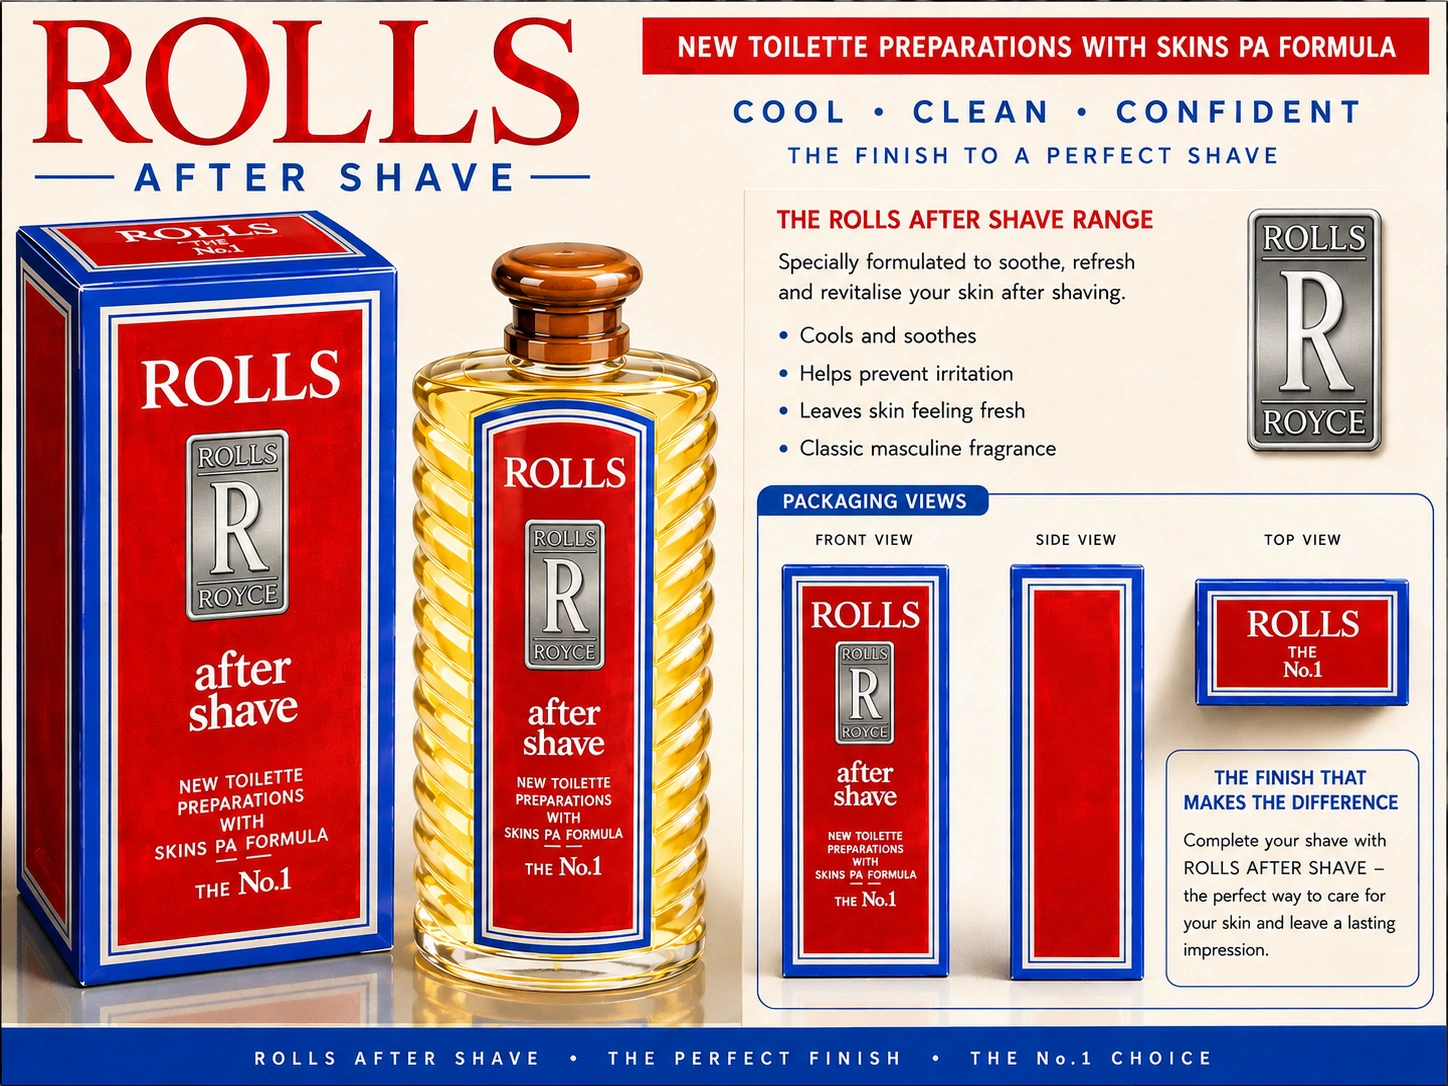 ROLLS
AFTER SHAVE
NEW TOILETTE PREPARATIONS WITH SKINS PA FORMULA
COOL • CLEAN • CONFIDENT
THE FINISH TO A PERFECT SHAVE
ROLLS
THE
No.1
ROLLS
ROLLS
R
ROYCE
after
shave
NEW TOILETTE
PREPARATIONS
WITH
SKINS PA FORMULA
THE No.1
ROLLS
ROLLS
R
ROYCE
after
shave
NEW TOILETTE
PREPARATIONS
WITH
SKINS PA FORMULA
THE No.1
THE ROLLS AFTER SHAVE RANGE
Specially formulated to soothe, refresh
and revitalise your skin after shaving.
• Cools and soothes
• Helps prevent irritation
• Leaves skin feeling fresh
• Classic masculine fragrance
ROLLS
R
ROYCE
PACKAGING VIEWS
FRONT VIEW
ROLLS
ROLLS
R
ROYCE
after
shave
NEW TOILETTE
PREPARATIONS
WITH
SKINS PA FORMULA
THE No.1
SIDE VIEW
TOP VIEW
ROLLS
THE
No.1
THE FINISH THAT
MAKES THE DIFFERENCE
Complete your shave with
ROLLS AFTER SHAVE –
the perfect way to care for
your skin and leave a lasting
impression.
ROLLS AFTER SHAVE • THE PERFECT FINISH • THE No.1 CHOICE